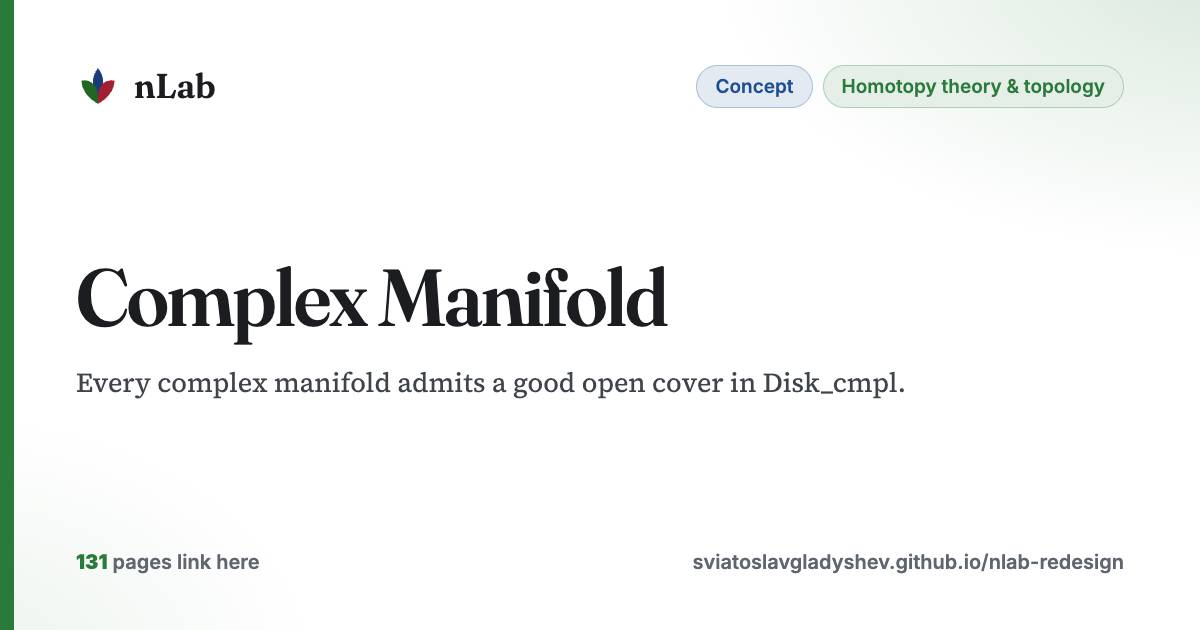 nLab
Concept
Homotopy theory & topology
Complex Manifold
Every complex manifold admits a good open cover in Disk_cmpl.
131 pages link here
sviatoslavgladyshev.github.io/nlab-redesign